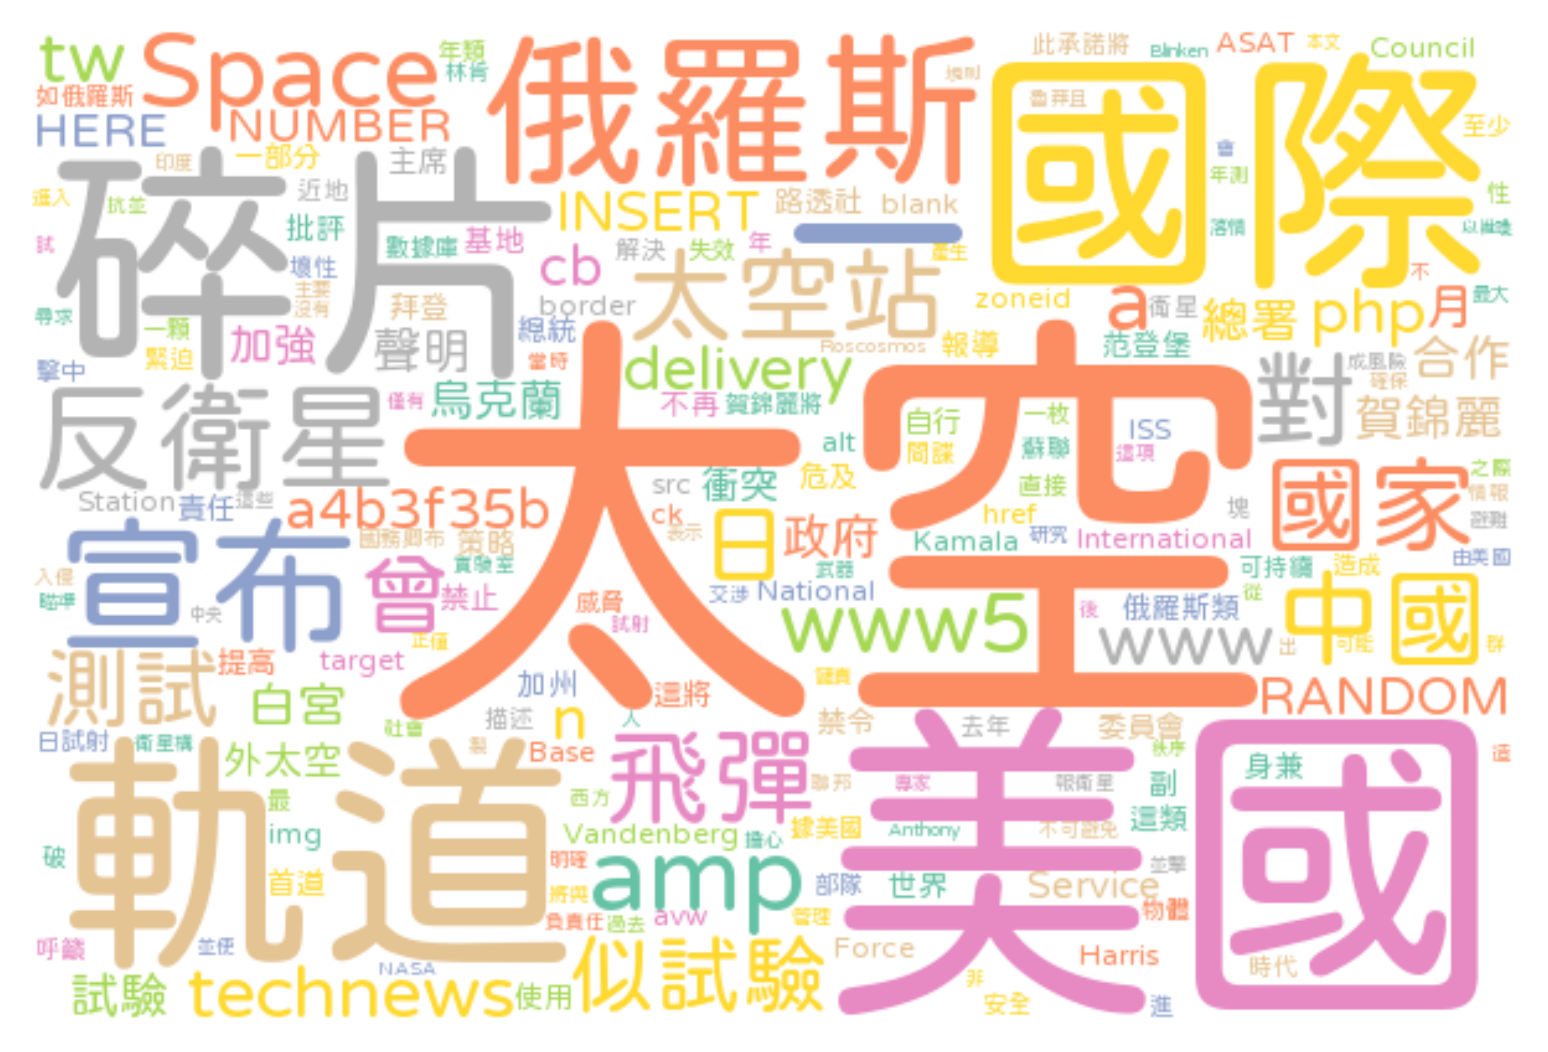 tw
Space
年類
林肯
俄羅斯
規則
此承諾將
Blinken
ASAT
本文
Council
如俄羅斯
HERE
NUMBER
國際
魯莽且
至少
碎片
印度
一部分
主席
近地
進入
抗並
批評
INSERT
路透社
blank
會
年測
性
落情
以維護
試
數據庫
基地
解決
失效
年
一
產生
壞性
cb
太空站
不
主要
沒有
拜登
border
zoneid
a
衛星
總署
php
月
最大
尋求
一顆
加強
聲明
總統
Roscosmos
報導
范登堡
緊迫
當時
擊中
delivery
對
成風險
合作
確保
反衛星
僅有
烏克蘭
不再
賀錦麗將
太空
自行
一枚
ISS
賀錦麗
alt
間諜
蘇聯
這項
Station
責任
這些
a4b3f35b
src
衝突
危及
直接
國家
之際
情報
ck
href
塊
避難
宣布
國務卿布
策略
表示
日
政府
Kamala
研究
International
由美國
入侵
瞄準
曾
實驗室
武器
可持續
造成
中央
禁止
威脅
交涉
National
後
俄羅斯類
從
中國
正值
試射
www5
www
出
可能
群
測試
提高
target
加州
這將
譴責
RANDOM
白宮
描述
n
人
禁令
去年
委員會
美國
日試射
衛星構
社會
製
Base
飛彈
秩序
身兼
這
軌道
外太空
最
西方
聯邦
專家
報衛星
副
img
Vandenberg
擔心
據美國
Anthony
不可避免
這類
破
首道
明確
amp
部隊
世界
並擊
Service
將與
負責任
過去
avw
管理
物體
呼籲
並使
NASA
似試驗
Force
Harris
時代
試驗
technews
使用
非
安全
進